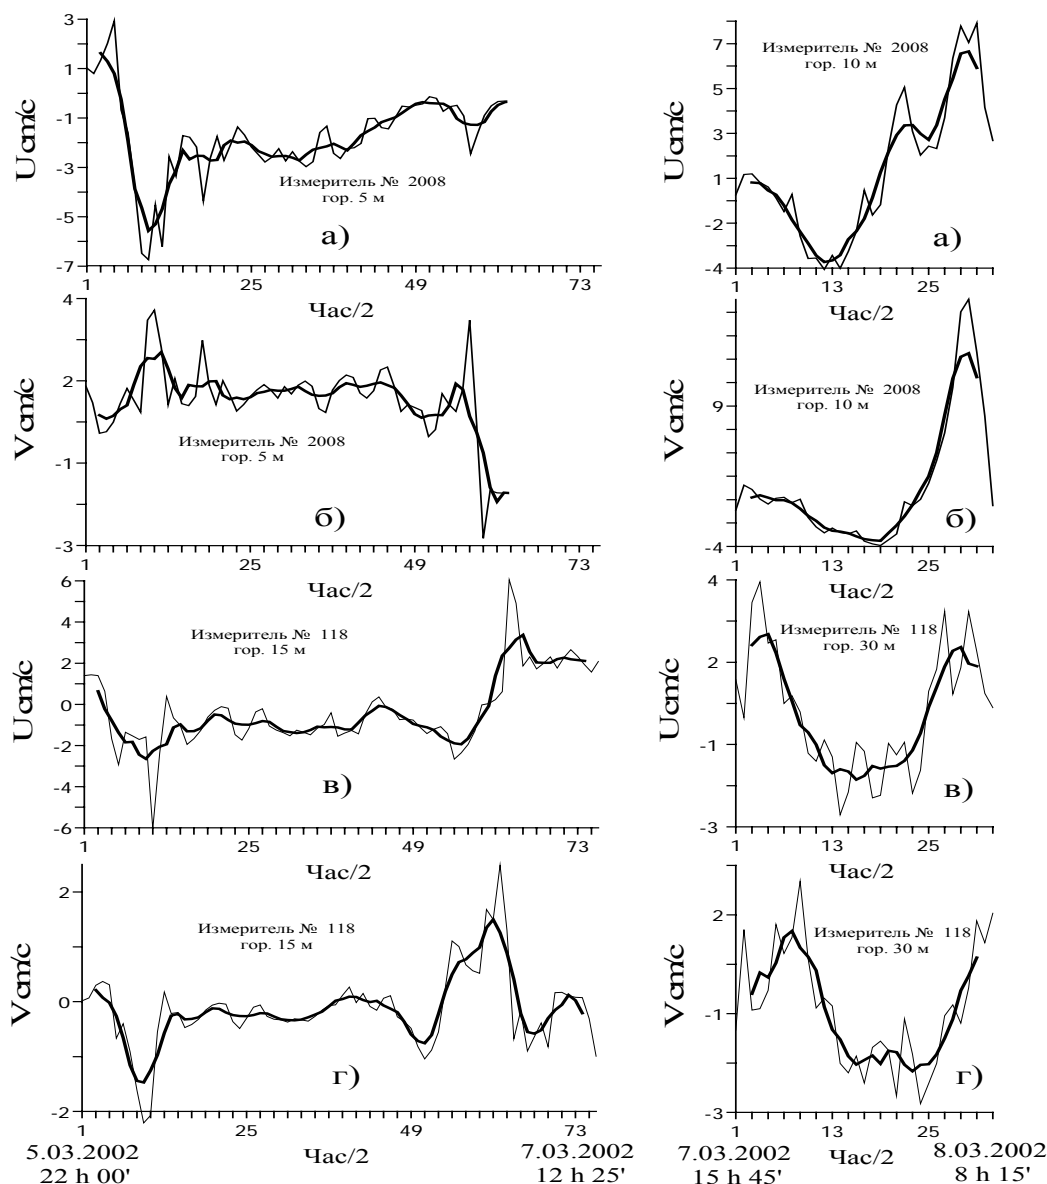 3
1
-1
-3
-5
-7
U cm/c
Измеритель № 2008
гор. 5 м
а)
1 25 49 73
Час/2
4
2
-1
-3
V cm/c
Измеритель № 2008
гор. 5 м
б)
1 25 49 73
Час/2
6
4
2
0
-2
-4
-6
U cm/c
Измеритель № 118
гор. 15 м
в)
1 25 49 73
Час/2
2
0
-2
V cm/c
Измеритель № 118
гор. 15 м
г)
1 25 49 73
Час/2
5.03.2002
22 h 00'
7.03.2002
12 h 25'
7
5
3
1
-2
-4
U cm/c
Измеритель № 2008
гор. 10 м
а)
1 13 25
Час/2
9
-4
V cm/c
Измеритель № 2008
гор. 10 м
б)
1 13 25
Час/2
4
2
-1
-3
U cm/c
Измеритель № 118
гор. 30 м
в)
1 13 25
Час/2
2
-1
-3
V cm/c
Измеритель № 118
гор. 30 м
г)
1 13 25
Час/2
7.03.2002
15 h 45'
8.03.2002
8 h 15'